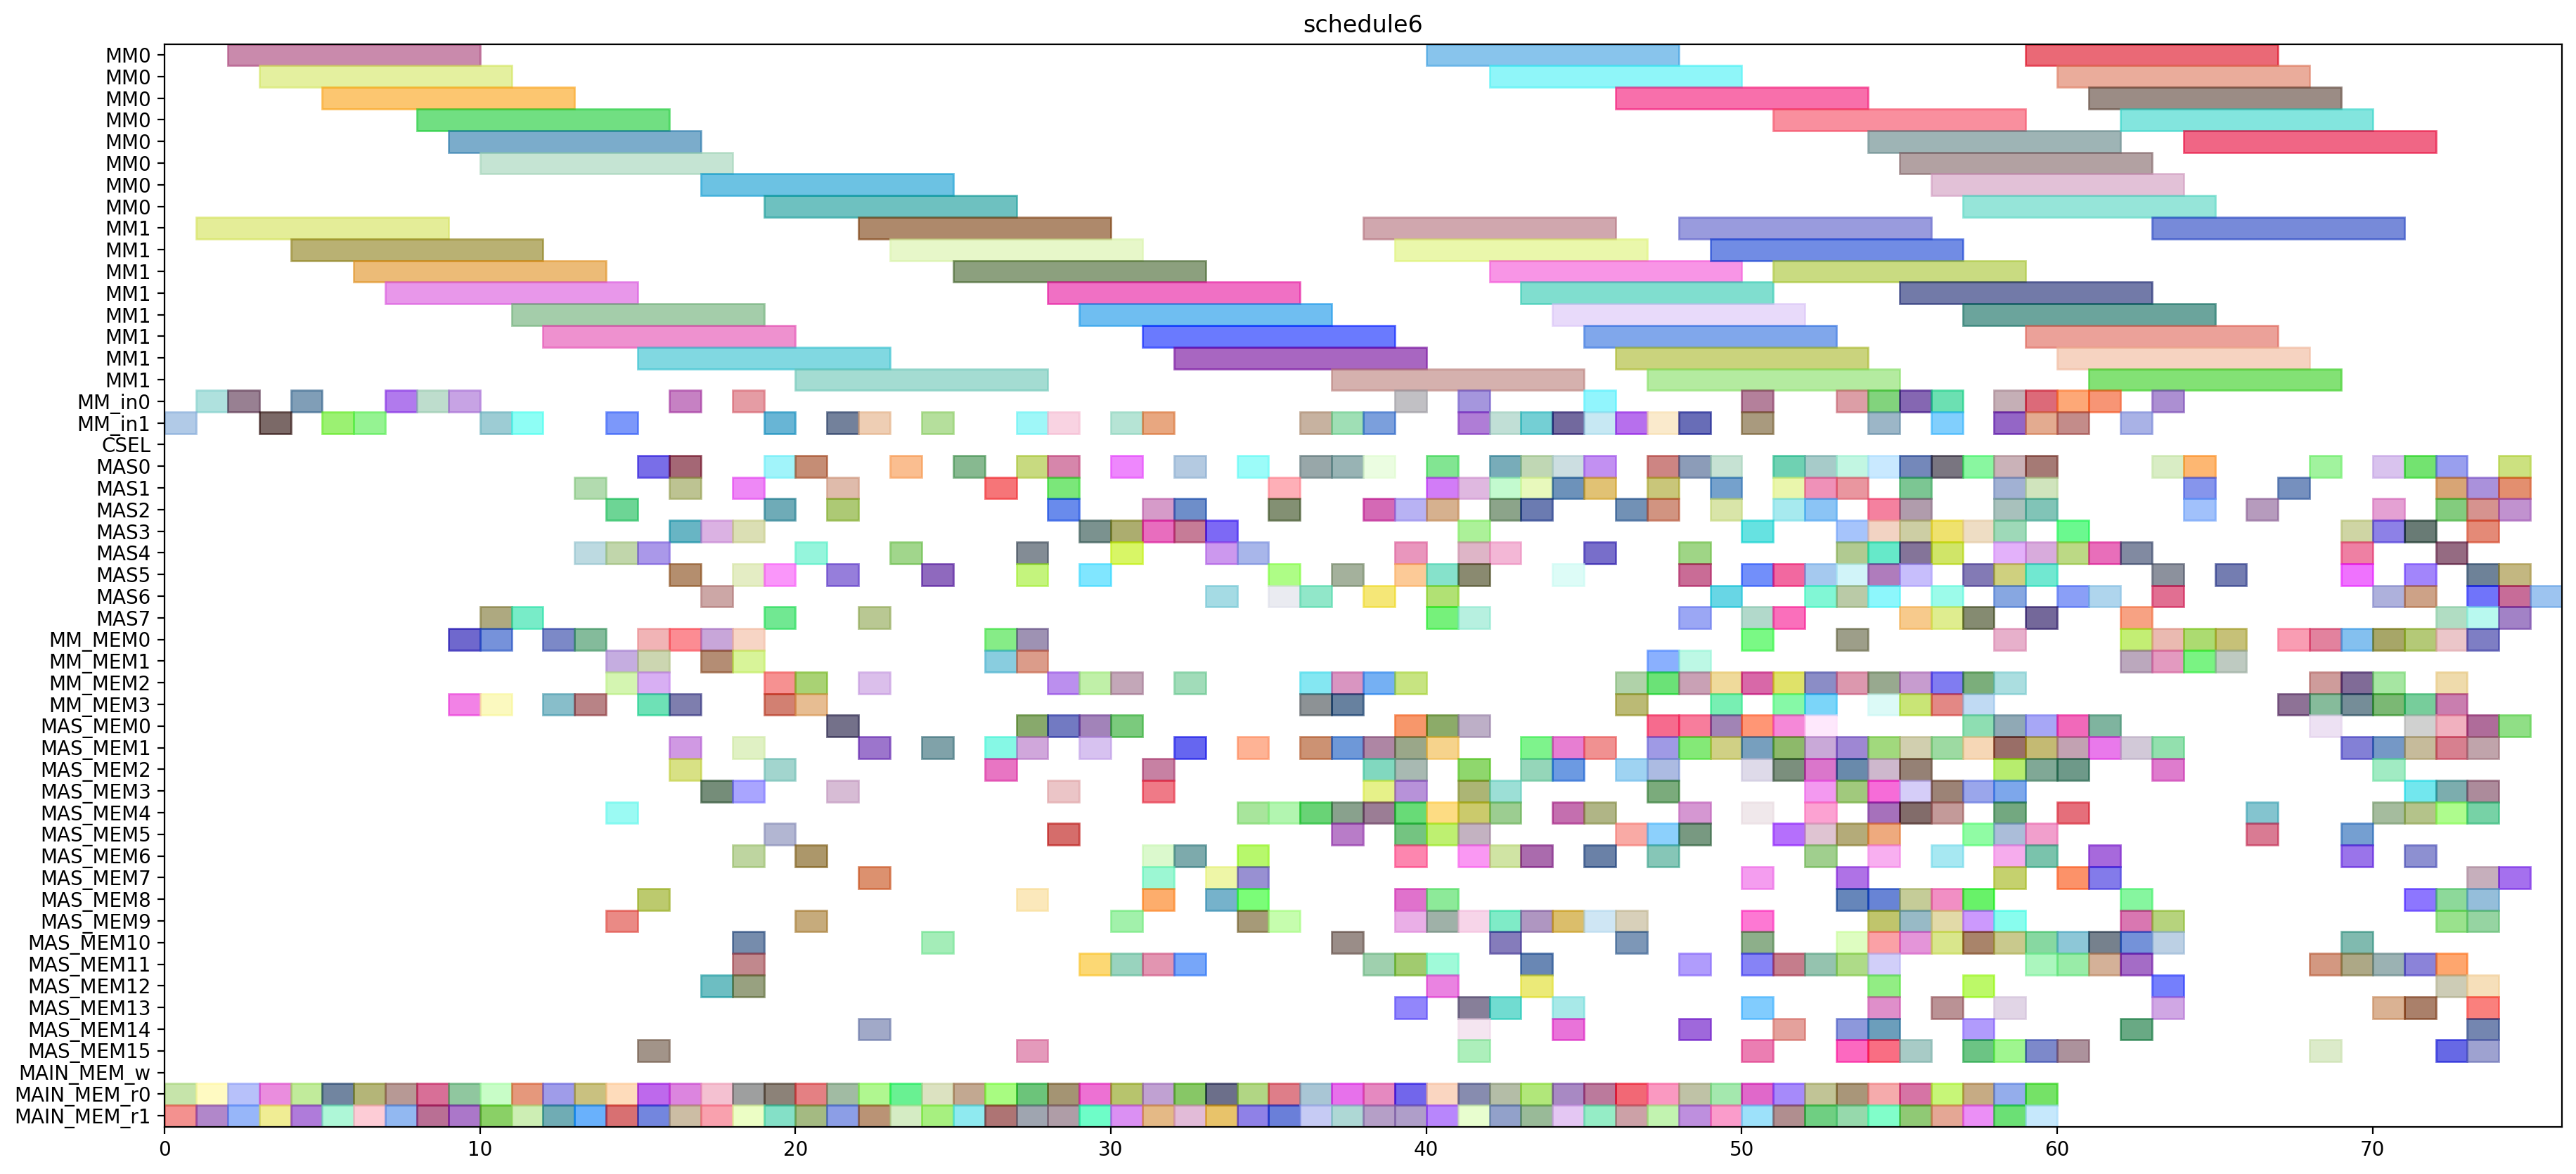 schedule6
MM0
MM0
MM0
MM0
MM0
MM0
MM0
MM0
MM1
MM1
MM1
MM1
MM1
MM1
MM1
MM1
MM_in0
MM_in1
CSEL
MAS0
MAS1
MAS2
MAS3
MAS4
MAS5
MAS6
MAS7
MM_MEM0
MM_MEM1
MM_MEM2
MM_MEM3
MAS_MEM0
MAS_MEM1
MAS_MEM2
MAS_MEM3
MAS_MEM4
MAS_MEM5
MAS_MEM6
MAS_MEM7
MAS_MEM8
MAS_MEM9
MAS_MEM10
MAS_MEM11
MAS_MEM12
MAS_MEM13
MAS_MEM14
MAS_MEM15
MAIN_MEM_w
MAIN_MEM_r0
MAIN_MEM_r1
0 10 20 30 40 50 60 70